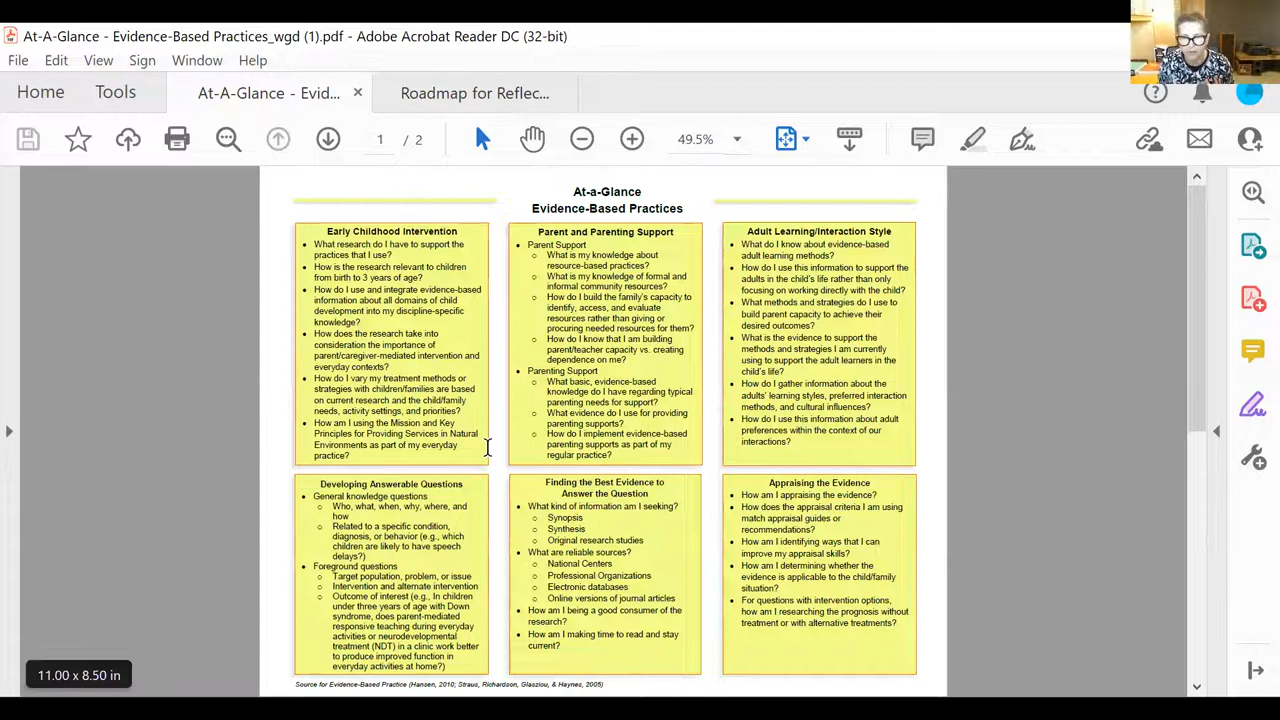 At-A-Glance - Evidence-Based Practices_wgd (1).pdf - Adobe Acrobat Reader DC (32-bit)
File Edit View Sign Window Help
Home Tools At-A-Glance - Evid... × Roadmap for Reflec...
1 / 2 49.5%
At-a-Glance
Evidence-Based Practices
Early Childhood Intervention
• What research do I have to support the
practices that I use?
• How is the research relevant to children
from birth to 3 years of age?
• How do I use and integrate evidence-based
information about all domains of child
development into my discipline-specific
knowledge?
• How does the research take into
consideration the importance of
parent/caregiver-mediated intervention and
everyday contexts?
• How do I vary my treatment methods or
strategies with children/families are based
on current research and the child/family
needs, activity settings, and priorities?
• How am I using the Mission and Key
Principles for Providing Services in Natural
Environments as part of my everyday
practice?
Parent and Parenting Support
• Parent Support
o What is my knowledge about
resource-based practices?
o What is my knowledge of formal and
informal community resources?
o How do I build the family's capacity to
identify, access, and evaluate
resources rather than giving or
procuring needed resources for them?
o How do I know that I am building
parent/teacher capacity vs. creating
dependence on me?
• Parenting Support
o What basic, evidence-based
knowledge do I have regarding typical
parenting needs for support?
o What evidence do I use for providing
parenting supports?
o How do I implement evidence-based
parenting supports as part of my
regular practice?
Adult Learning/Interaction Style
• What do I know about evidence-based
adult learning methods?
• How do I use this information to support the
adults in the child's life rather than only
focusing on working directly with the child?
• What methods and strategies do I use to
build parent capacity to achieve their
desired outcomes?
• What is the evidence to support the
methods and strategies I am currently
using to support the adult learners in the
child's life?
• How do I gather information about the
adults' learning styles, preferred interaction
methods, and cultural influences?
• How do I use this information about adult
preferences within the context of our
interactions?
Developing Answerable Questions
• General knowledge questions
o Who, what, when, why, where, and
how
o Related to a specific condition,
diagnosis, or behavior (e.g., which
children are likely to have speech
delays?)
• Foreground questions
o Target population, problem, or issue
o Intervention and alternate intervention
o Outcome of interest (e.g., In children
under three years of age with Down
syndrome, does parent-mediated
responsive teaching during everyday
activities or neurodevelopmental
treatment (NDT) in a clinic work better
to produce improved function in
everyday activities at home?)
Finding the Best Evidence to
Answer the Question
• What kind of information am I seeking?
o Synopsis
o Synthesis
o Original research studies
• What are reliable sources?
o National Centers
o Professional Organizations
o Electronic databases
o Online versions of journal articles
• How am I being a good consumer of the
research?
• How am I making time to read and stay
current?
Appraising the Evidence
• How am I appraising the evidence?
• How does the appraisal criteria I am using
match appraisal guides or
recommendations?
• How am I identifying ways that I can
improve my appraisal skills?
• How am I determining whether the
evidence is applicable to the child/family
situation?
• For questions with intervention options,
how am I researching the prognosis without
treatment or with alternative treatments?
Source for Evidence-Based Practice (Hansen, 2010; Straus, Richardson, Glasziou, & Haynes, 2005)
11.00 x 8.50 in